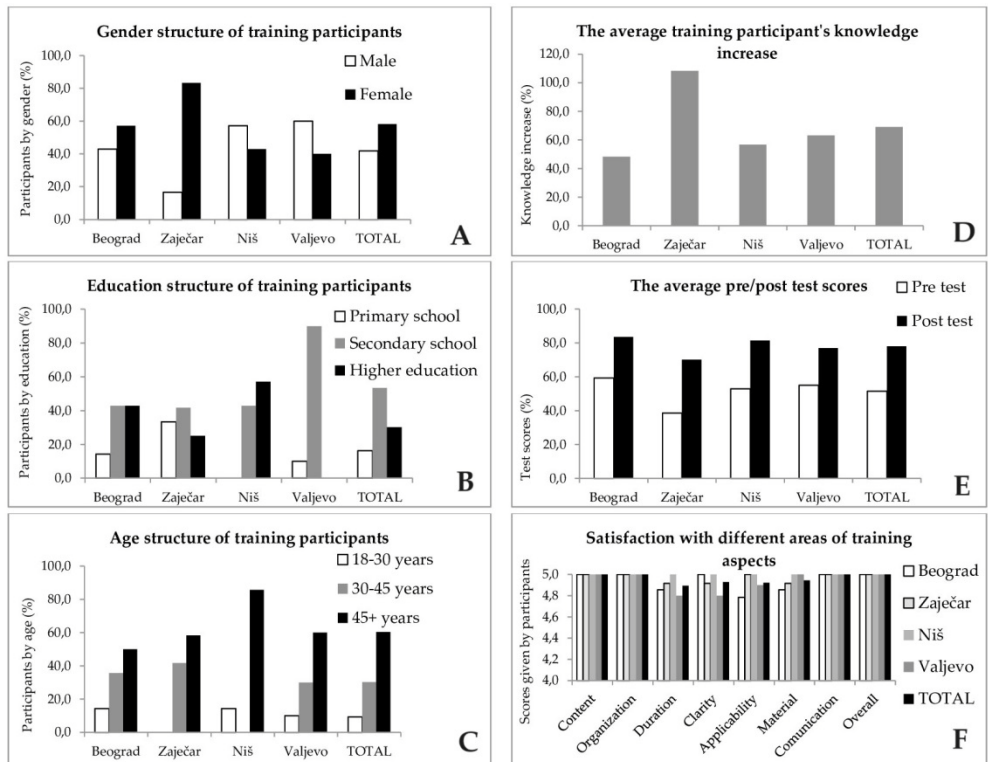 Gender structure of training participants
Participants by gender (%)
100,0
80,0
60,0
40,0
20,0
0,0
Male
Female
Beograd Zaječar Niš Valjevo TOTAL
A
Education structure of training participants
Participants by education (%)
100,0
80,0
60,0
40,0
20,0
0,0
Primary school
Secondary school
Higher education
Beograd Zaječar Niš Valjevo TOTAL
B
Age structure of training participants
Participants by age (%)
100,0
80,0
60,0
40,0
20,0
0,0
18-30 years
30-45 years
45+ years
Beograd Zaječar Niš Valjevo TOTAL
C
The average training participant's knowledge
increase
Knowledge increase (%)
120,0
100,0
80,0
60,0
40,0
20,0
0,0
Beograd Zaječar Niš Valjevo TOTAL
D
The average pre/post test scores
Test scores (%)
100,0
80,0
60,0
40,0
20,0
0,0
Pre test
Post test
Beograd Zaječar Niš Valjevo TOTAL
E
Satisfaction with different areas of training
aspects
Scores given by participants
5,0
4,8
4,6
4,4
4,2
4,0
Beograd
Zaječar
Niš
Valjevo
TOTAL
Content
Organization
Duration
Clarity
Applicability
Material
Comunication
Overall
F